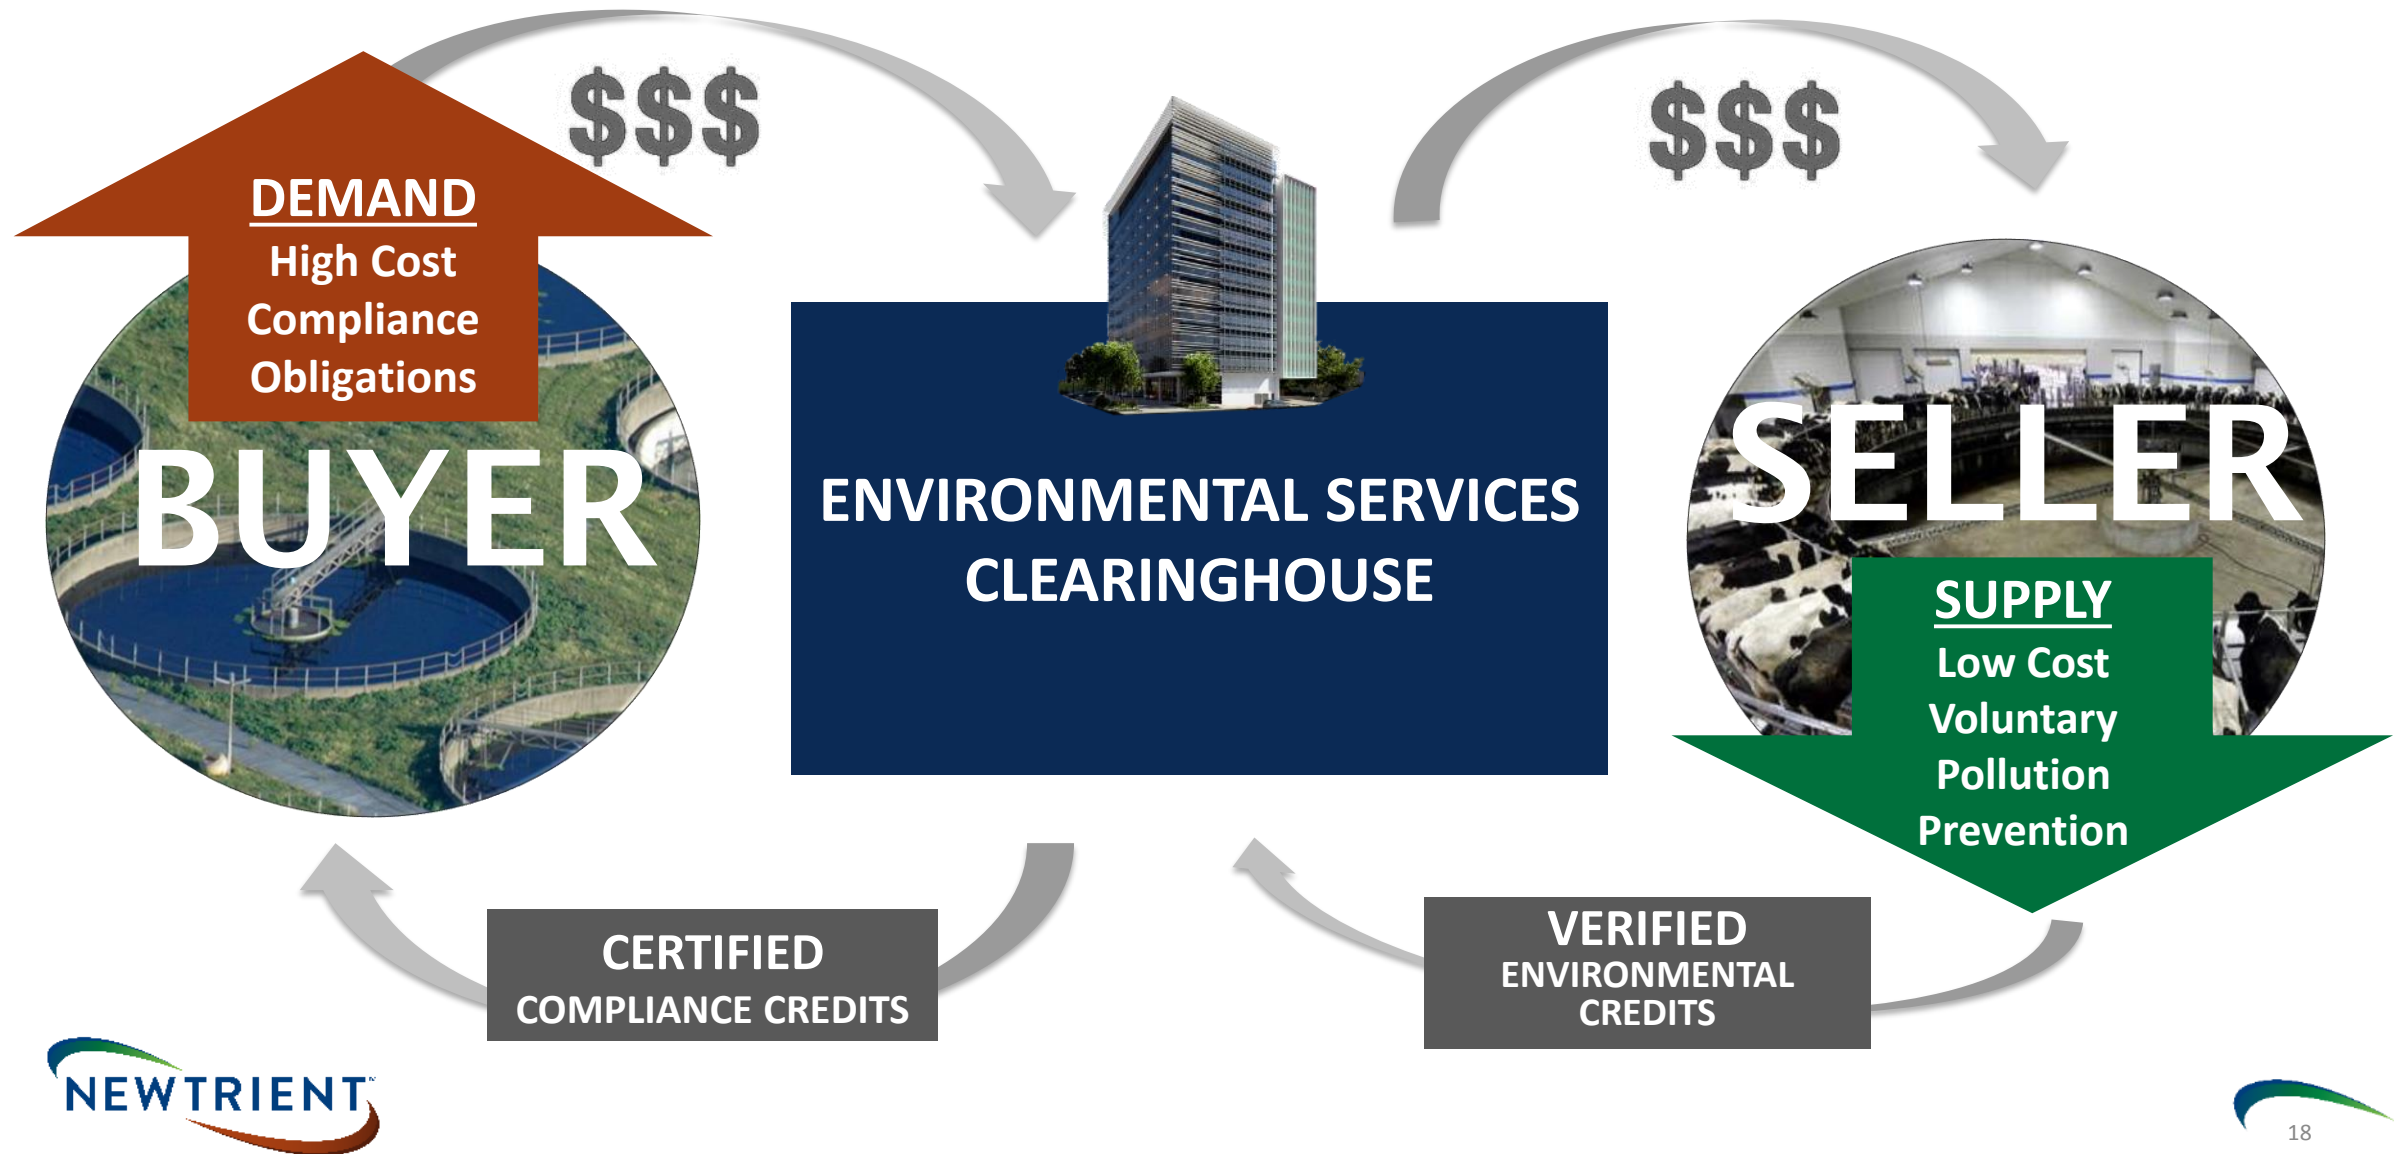 $$$
$$$
DEMAND
High Cost
Compliance
Obligations
BUYER
ENVIRONMENTAL SERVICES
CLEARINGHOUSE
SELLER
SUPPLY
Low Cost
Voluntary
Pollution
Prevention
CERTIFIED
COMPLIANCE CREDITS
VERIFIED
ENVIRONMENTAL
CREDITS
NEWTRIENT
18